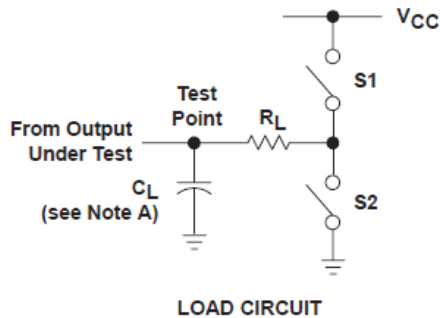 VCC
S1
Test
Point
RL
From Output
Under Test
CL
(see Note A)
S2
LOAD CIRCUIT